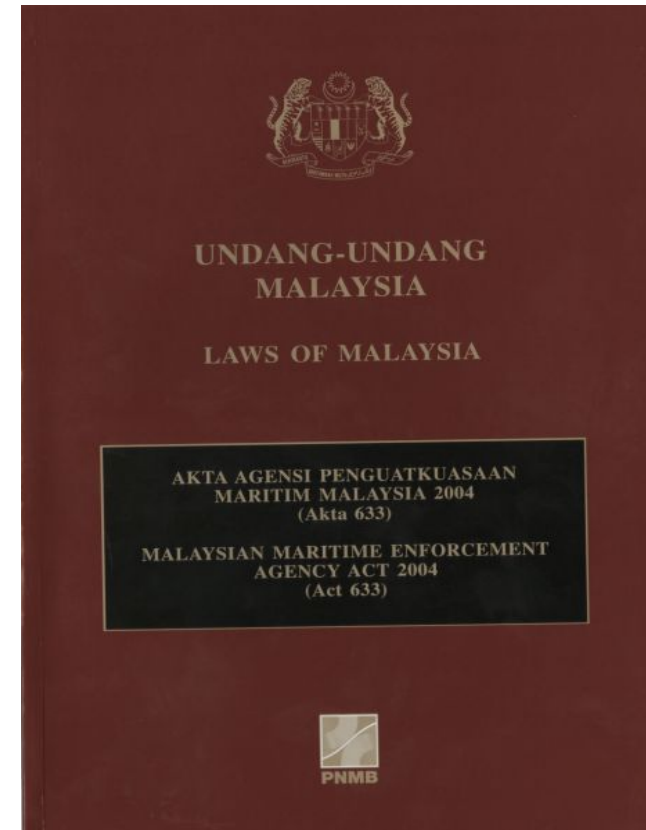 UNDANG-UNDANG
MALAYSIA
LAWS OF MALAYSIA
AKTA AGENSI PENGUATKUASAAN
MARITIM MALAYSIA 2004
(Akta 633)
MALAYSIAN MARITIME ENFORCEMENT
AGENCY ACT 2004
(Act 633)
PNMB